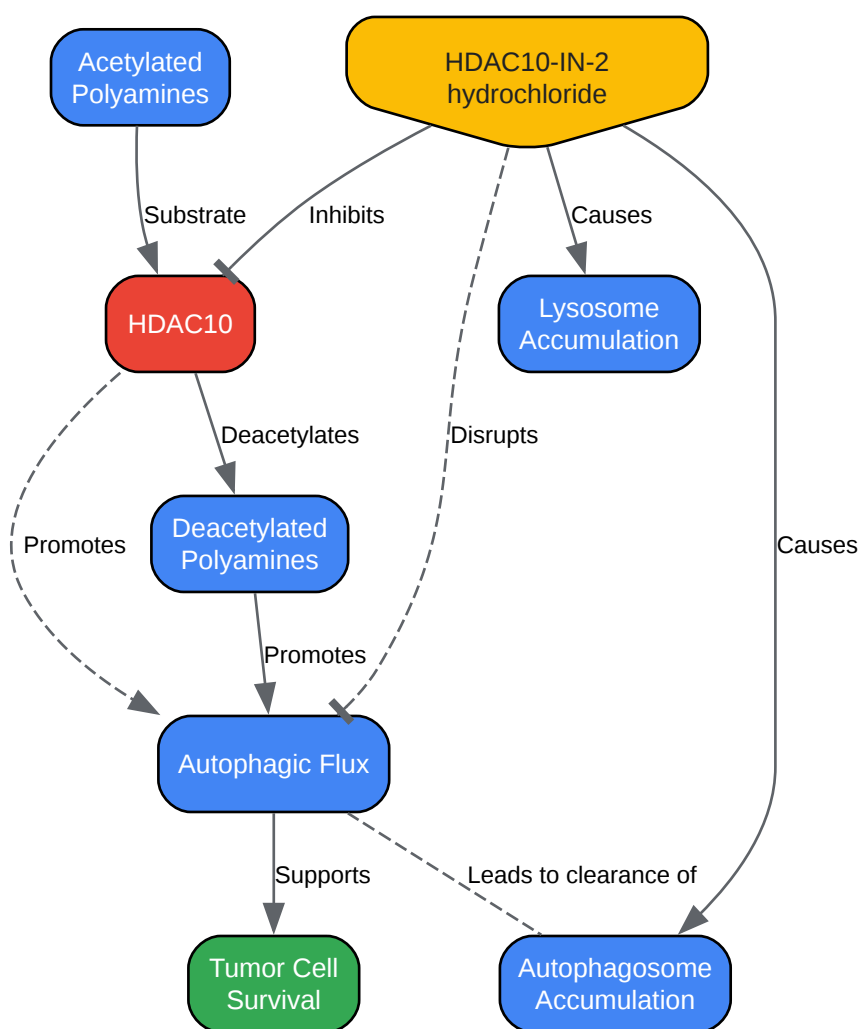 Acetylated
Polyamines
HDAC10-IN-2
hydrochloride
Substrate
Inhibits
Causes
HDAC10
Lysosome
Accumulation
Deacetylates
Disrupts
Deacetylated
Polyamines
Promotes
Causes
Promotes
Autophagic Flux
Supports
Leads to clearance of
Tumor Cell
Survival
Autophagosome
Accumulation